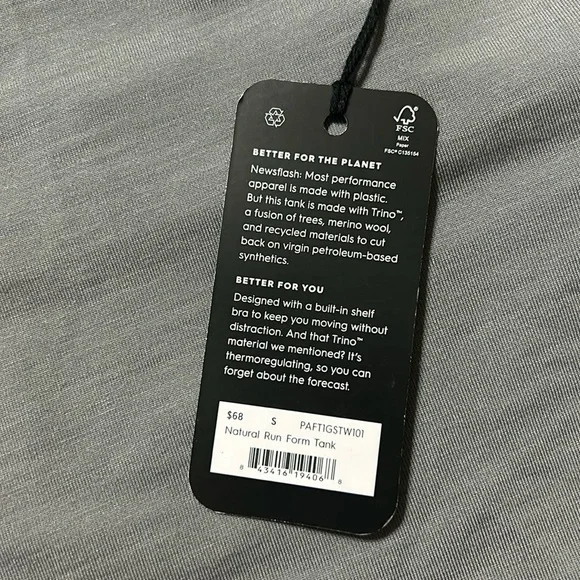 FSC
MIX
Paper
FSC® C135154
BETTER FOR THE PLANET
Newsflash: Most performance
apparel is made with plastic.
But this tank is made with Trino™,
a fusion of trees, merino wool,
and recycled materials to cut
back on virgin petroleum-based
synthetics.
BETTER FOR YOU
Designed with a built-in shelf
bra to keep you moving without
distraction. And that Trino™
material we mentioned? It's
thermoregulating, so you can
forget about the forecast.
$68 S PAFT1GSTW101
Natural Run Form Tank
8 43416 19406 8